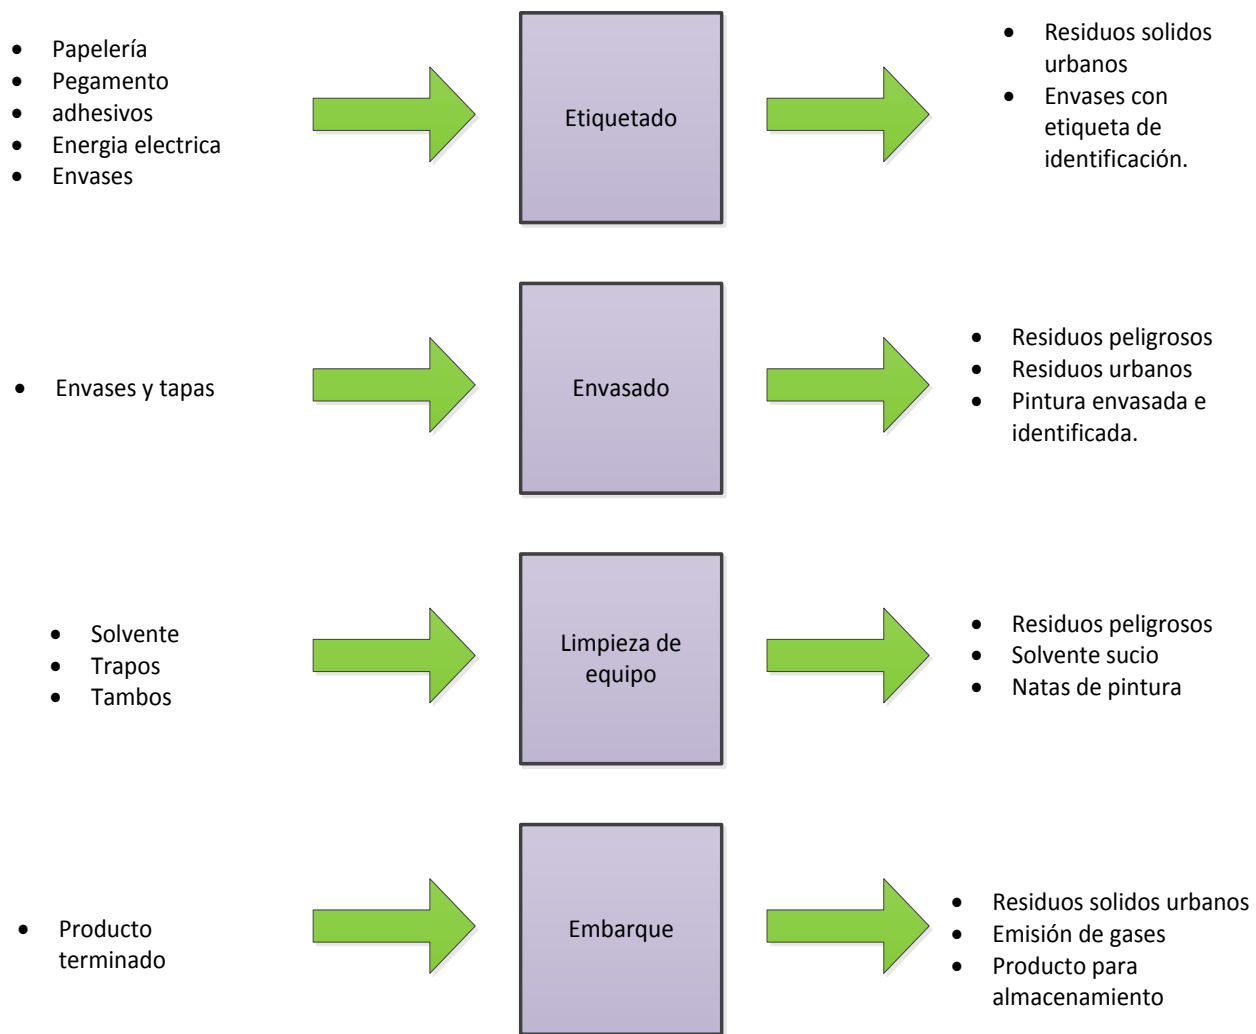 • Papelería
• Pegamento
• adhesivos
• Energia electrica
• Envases
Etiquetado
• Residuos solidos
urbanos
• Envases con
etiqueta de
identificación.
• Envases y tapas
Envasado
• Residuos peligrosos
• Residuos urbanos
• Pintura envasada e
identificada.
• Solvente
• Trapos
• Tambos
Limpieza de
equipo
• Residuos peligrosos
• Solvente sucio
• Natas de pintura
• Producto
terminado
Embarque
• Residuos solidos urbanos
• Emisión de gases
• Producto para
almacenamiento